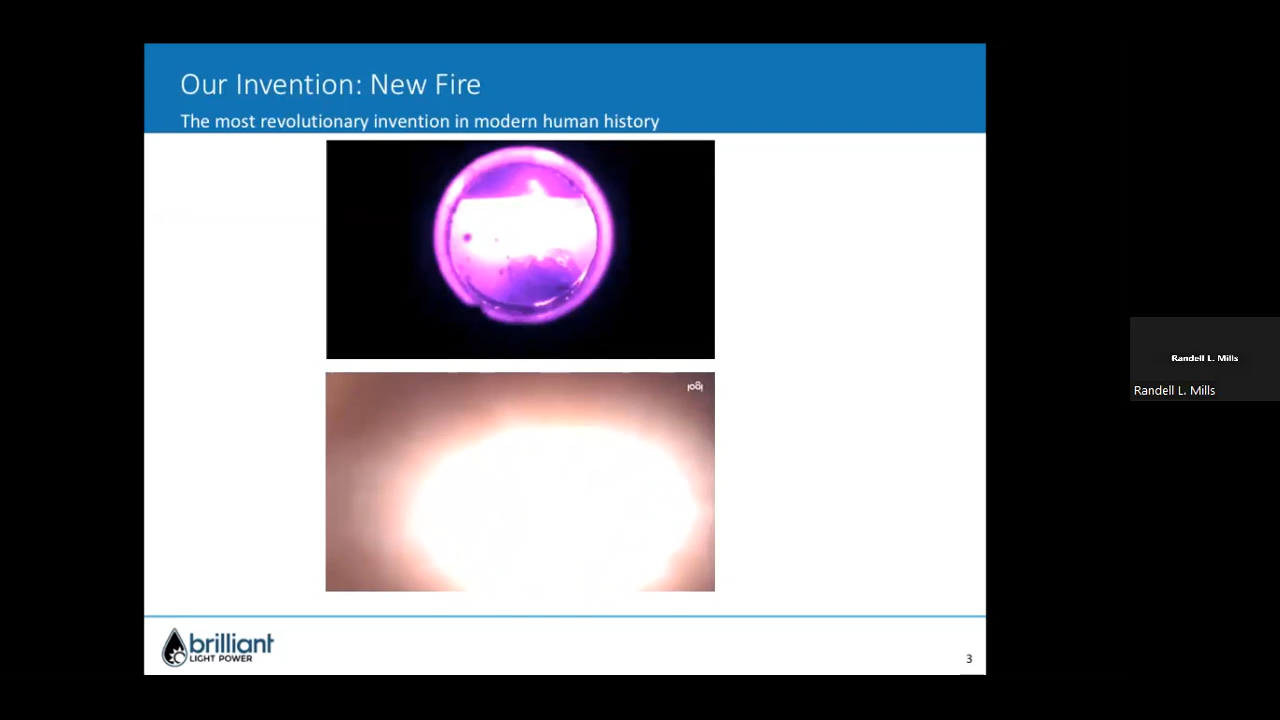 Our Invention: New Fire
The most revolutionary invention in modern human history
logi
Randell L. Mills
Randell L. Mills
brilliant
LIGHT POWER
3